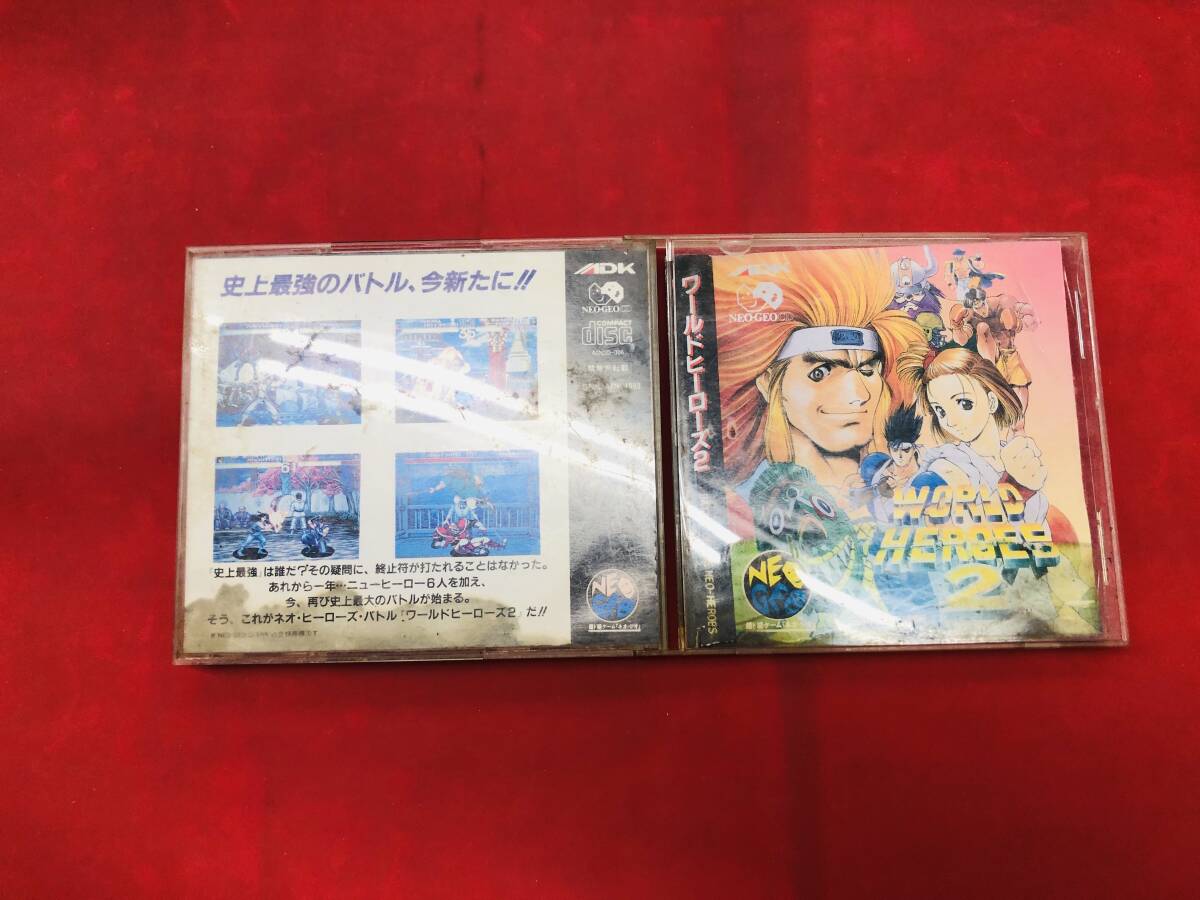 史上最強のバトル、今新たに!!
『史上最強』は誰だ?その疑問に、終止符が打たれることはなかった。
あれから一年…ニューヒーロー6人を加え、
今、再び史上最大のバトルが始まる。
そう、これがネオ・ヒーローズ・バトル『ワールドヒーローズ2』だ!!
ADK
NEO・GEO CD
COMPACT
DISC
NEO
GEO
ワールドヒーローズ2
NEO-HEROES
ADK
NEO・GEO CD
WORLD
HEROES
2
NEO
GEO